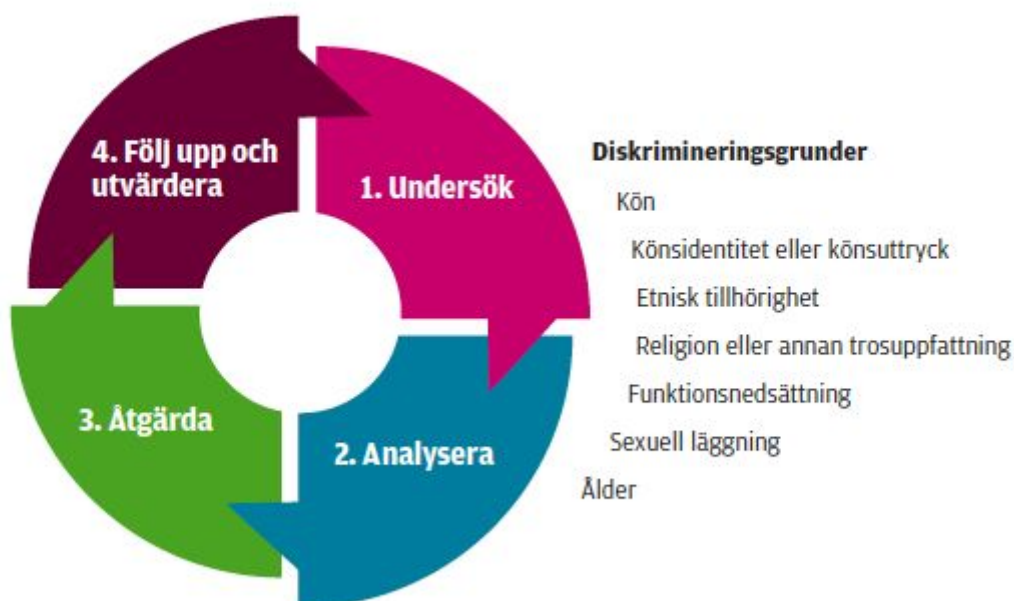 4. Följ upp och
utvärdera
1. Undersök
3. Åtgärda
2. Analysera
Diskrimineringsgrunder
Kön
Könsidentitet eller könsuttryck
Etnisk tillhörighet
Religion eller annan trosuppfattning
Funktionsnedsättning
Sexuell läggning
Ålder